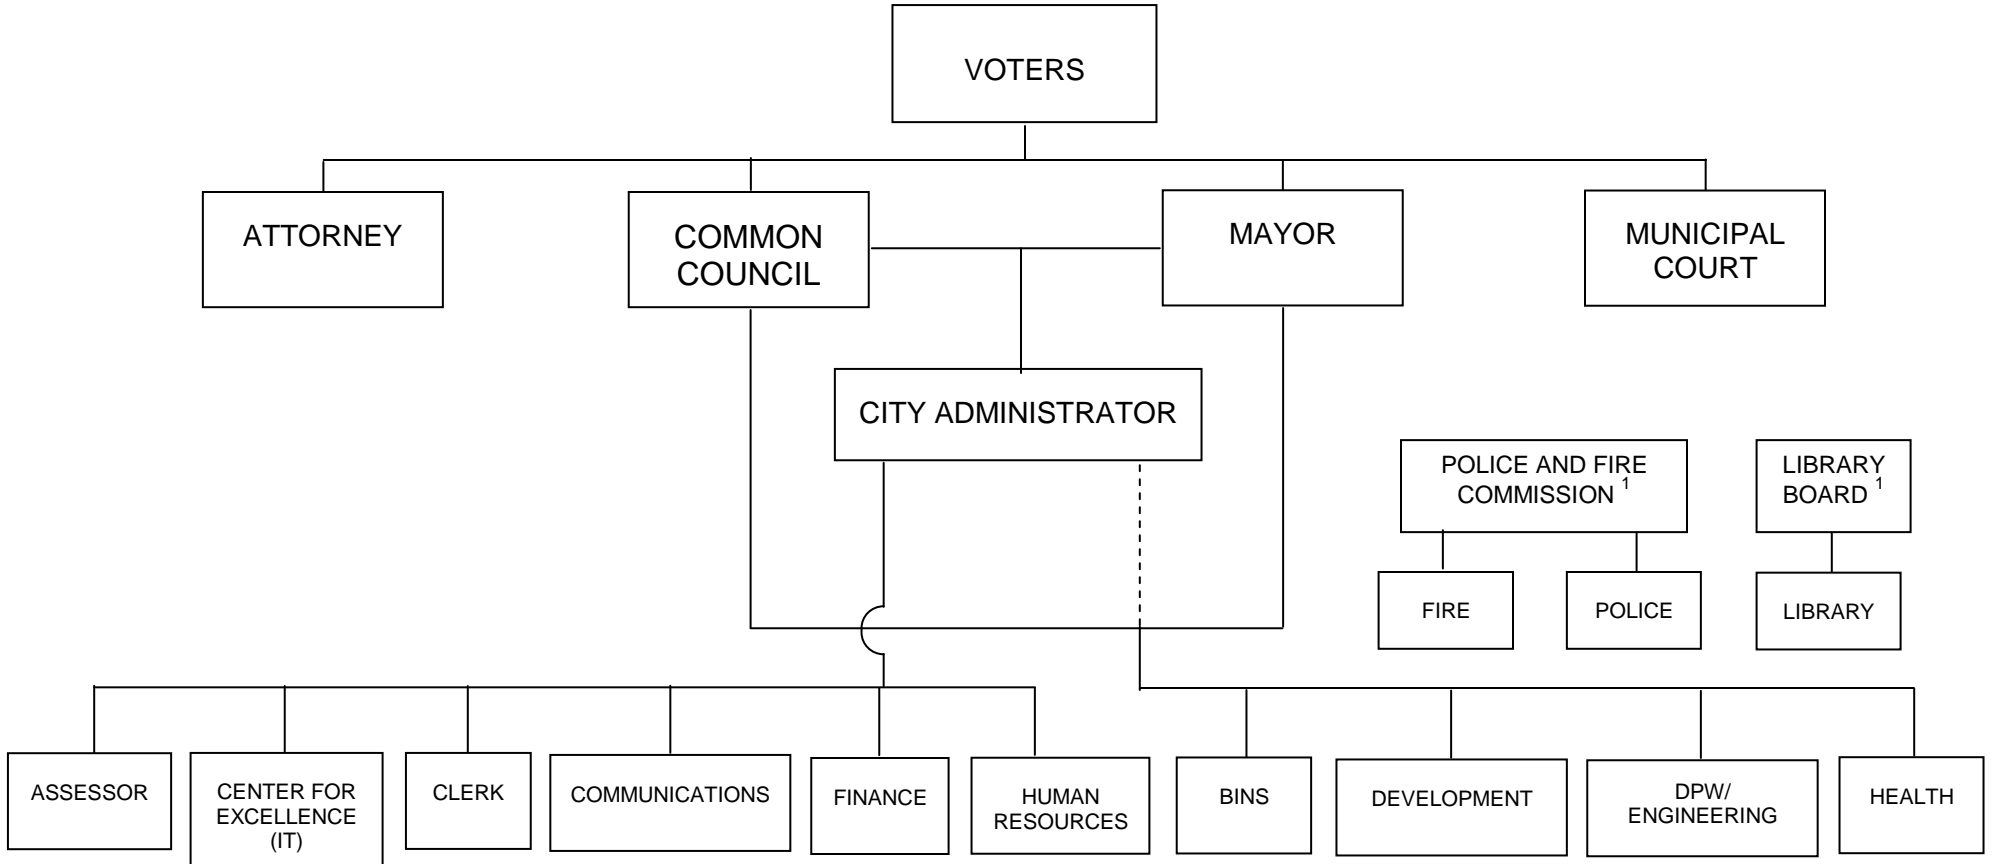 VOTERS
ATTORNEY
COMMON
COUNCIL
MAYOR
MUNICIPAL
COURT
CITY ADMINISTRATOR
POLICE AND FIRE
COMMISSION 1
LIBRARY
BOARD 1
FIRE
POLICE
LIBRARY
ASSESSOR
CENTER FOR
EXCELLENCE
(IT)
CLERK
COMMUNICATIONS
FINANCE
HUMAN
RESOURCES
BINS
DEVELOPMENT
DPW/
ENGINEERING
HEALTH